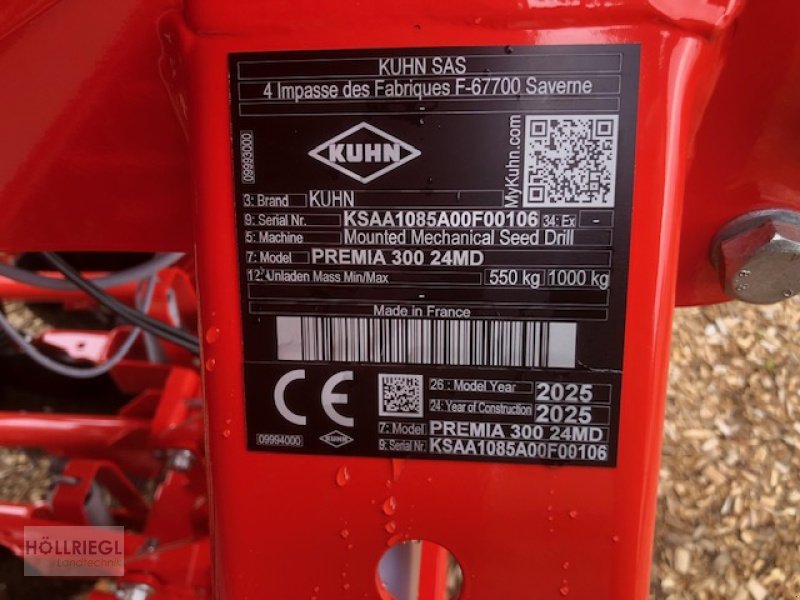 KUHN SAS
4 Impasse des Fabriques F-67700 Saverne
-
09993000
KUHN
MyKuhn.com
3: Brand KUHN
9: Serial Nr. KSAA1085A00F00106 34: Ex -
5: Machine Mounted Mechanical Seed Drill
7: Model PREMIA 300 24MD
12: Unladen Mass Min/Max 550 kg 1000 kg
-
Made in France
CE
26: Model Year 2025
24: Year of Construction 2025
7: Model PREMIA 300 24MD
9: Serial Nr. KSAA1085A00F00106
09994000
KUHN
HÖLLRIEGL
Landtechnik